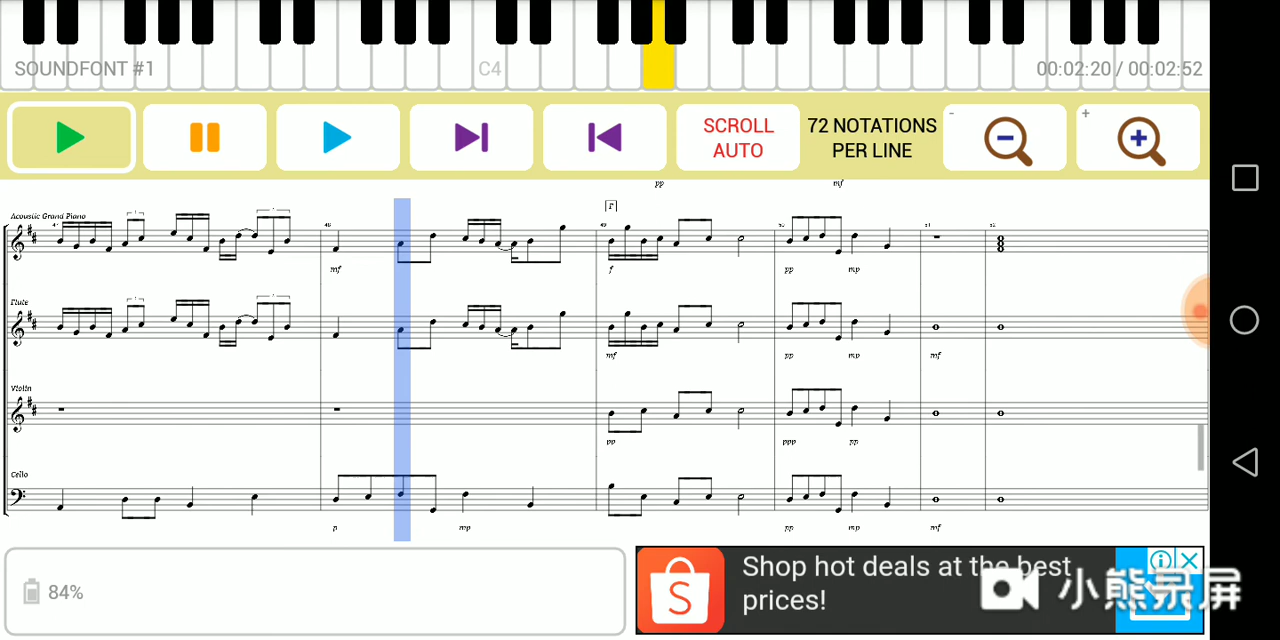 SOUNDFONT #1
C4
00:02:20 / 00:02:52
SCROLL
AUTO
72 NOTATIONS
PER LINE
-
+
pp
mf
Acoustic Grand Piano
mf
f
pp
mp
Flute
mf
pp
mp
mf
Violin
pp
ppp
pp
Cello
p
mp
pp
mp
mf
84%
Shop hot deals at the best
prices!
小熊录屏